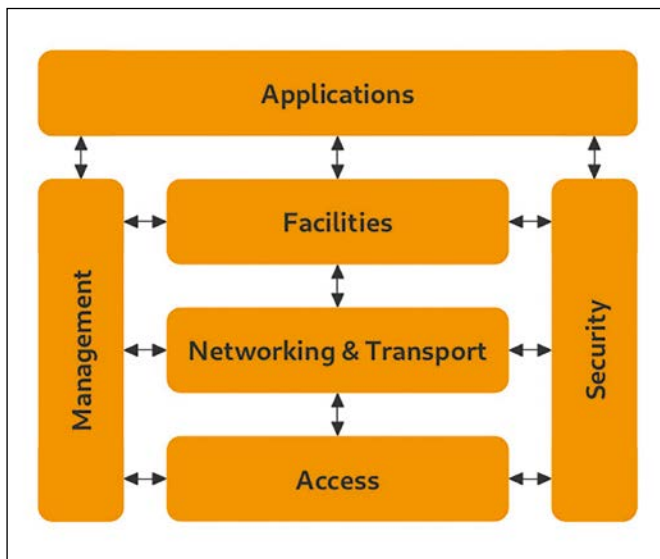 Applications
Facilities
Management
Networking & Transport
Security
Access